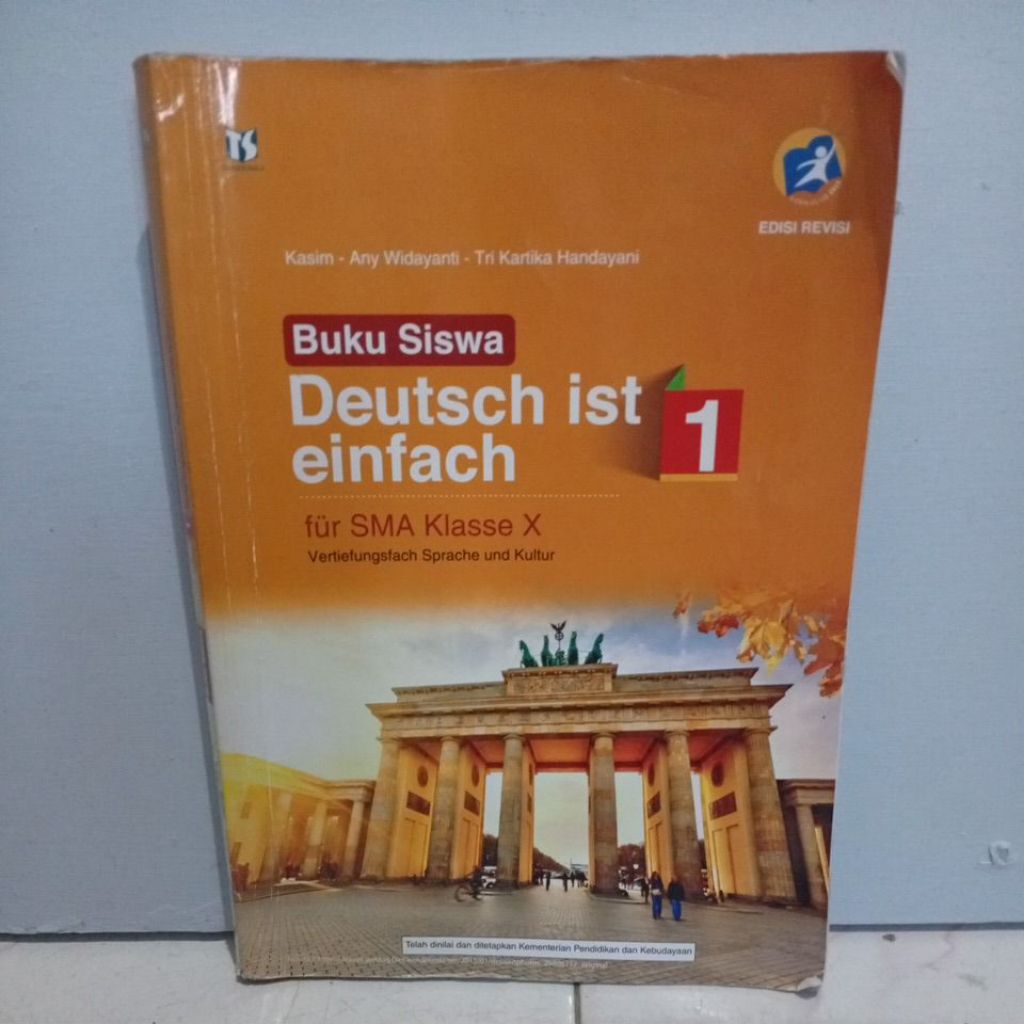 TS
EDISI REVISI
Kasim - Any Widayanti - Tri Kartika Handayani
Buku Siswa
Deutsch ist
einfach
1
für SMA Klasse X
Vertiefungsfach Sprache und Kultur
Telah dinilai dan ditetapkan Kementerian Pendidikan dan Kebudayaan